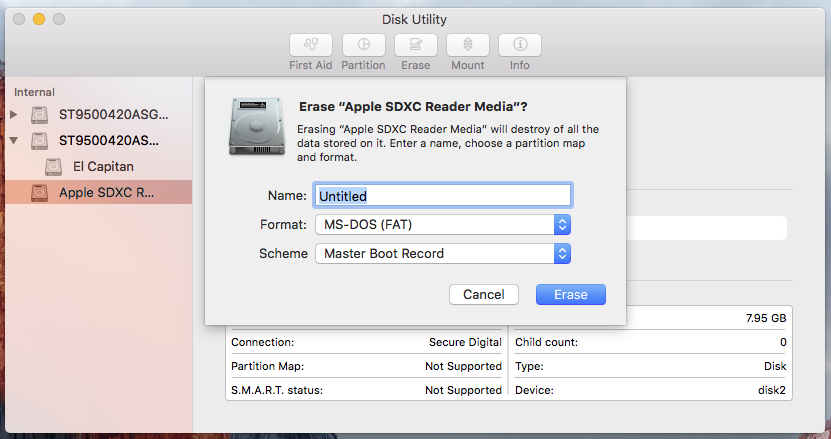 Disk Utility
First Aid
Partition
Erase
Mount
Info
Internal
ST9500420ASG...
ST9500420AS...
El Capitan
Apple SDXC R...
Erase “Apple SDXC Reader Media”?
Erasing “Apple SDXC Reader Media” will destroy of all the
data stored on it. Enter a name, choose a partition map
and format.
Name: Untitled
Format: MS-DOS (FAT)
Scheme Master Boot Record
Cancel
Erase
7.95 GB
Connection: Secure Digital
Child count: 0
Partition Map: Not Supported
Type: Disk
S.M.A.R.T. status: Not Supported
Device: disk2